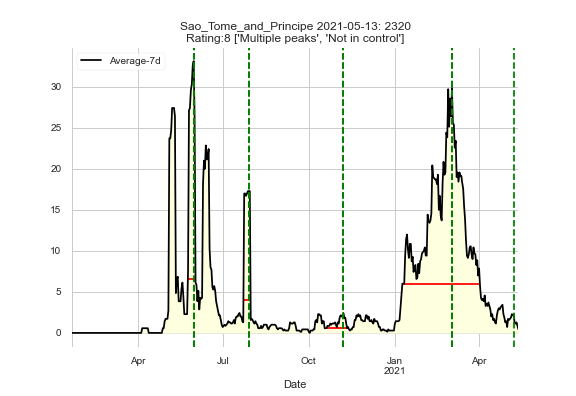 Sao_Tome_and_Principe 2021-05-13: 2320
Rating:8 ['Multiple peaks', 'Not in control']
Average-7d
30
25
20
15
10
5
0
Apr Jul Oct Jan Apr
2021
Date